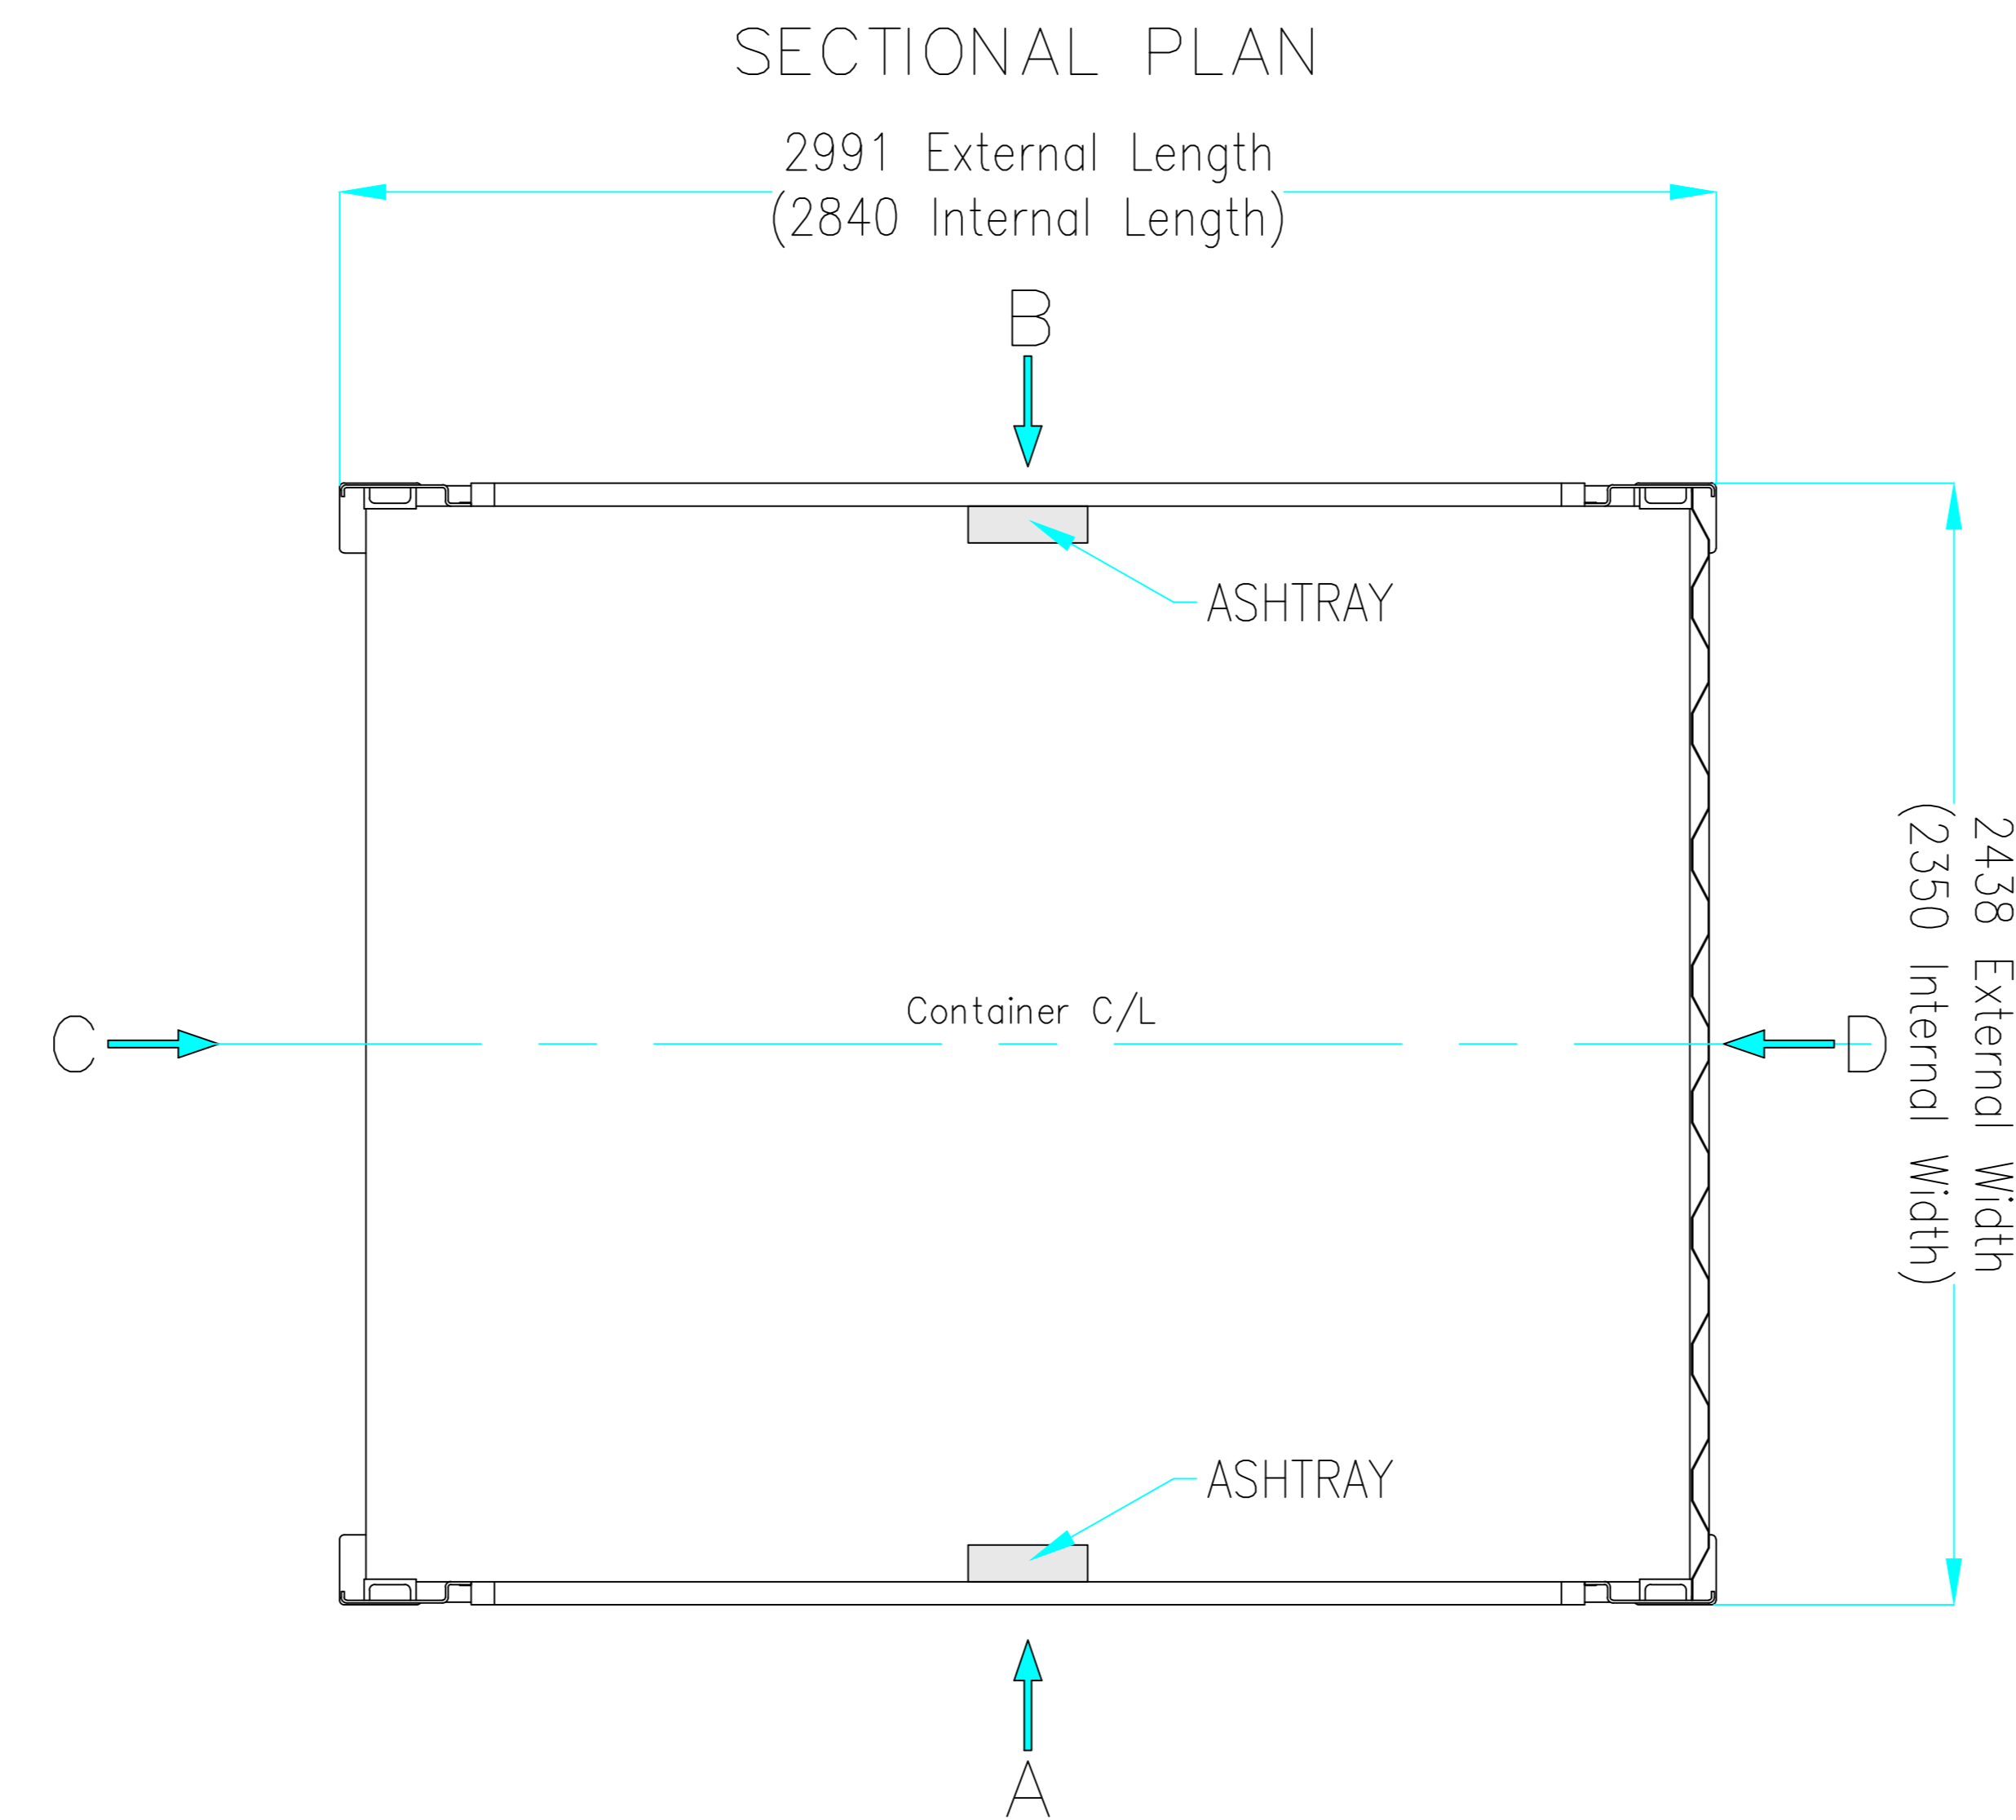 SECTIONAL PLAN
2991 External Length
(2840 Internal Length)
B
ASHTRAY
2438 External Width
(2350 Internal Width)
Container C/L
C
D
ASHTRAY
A